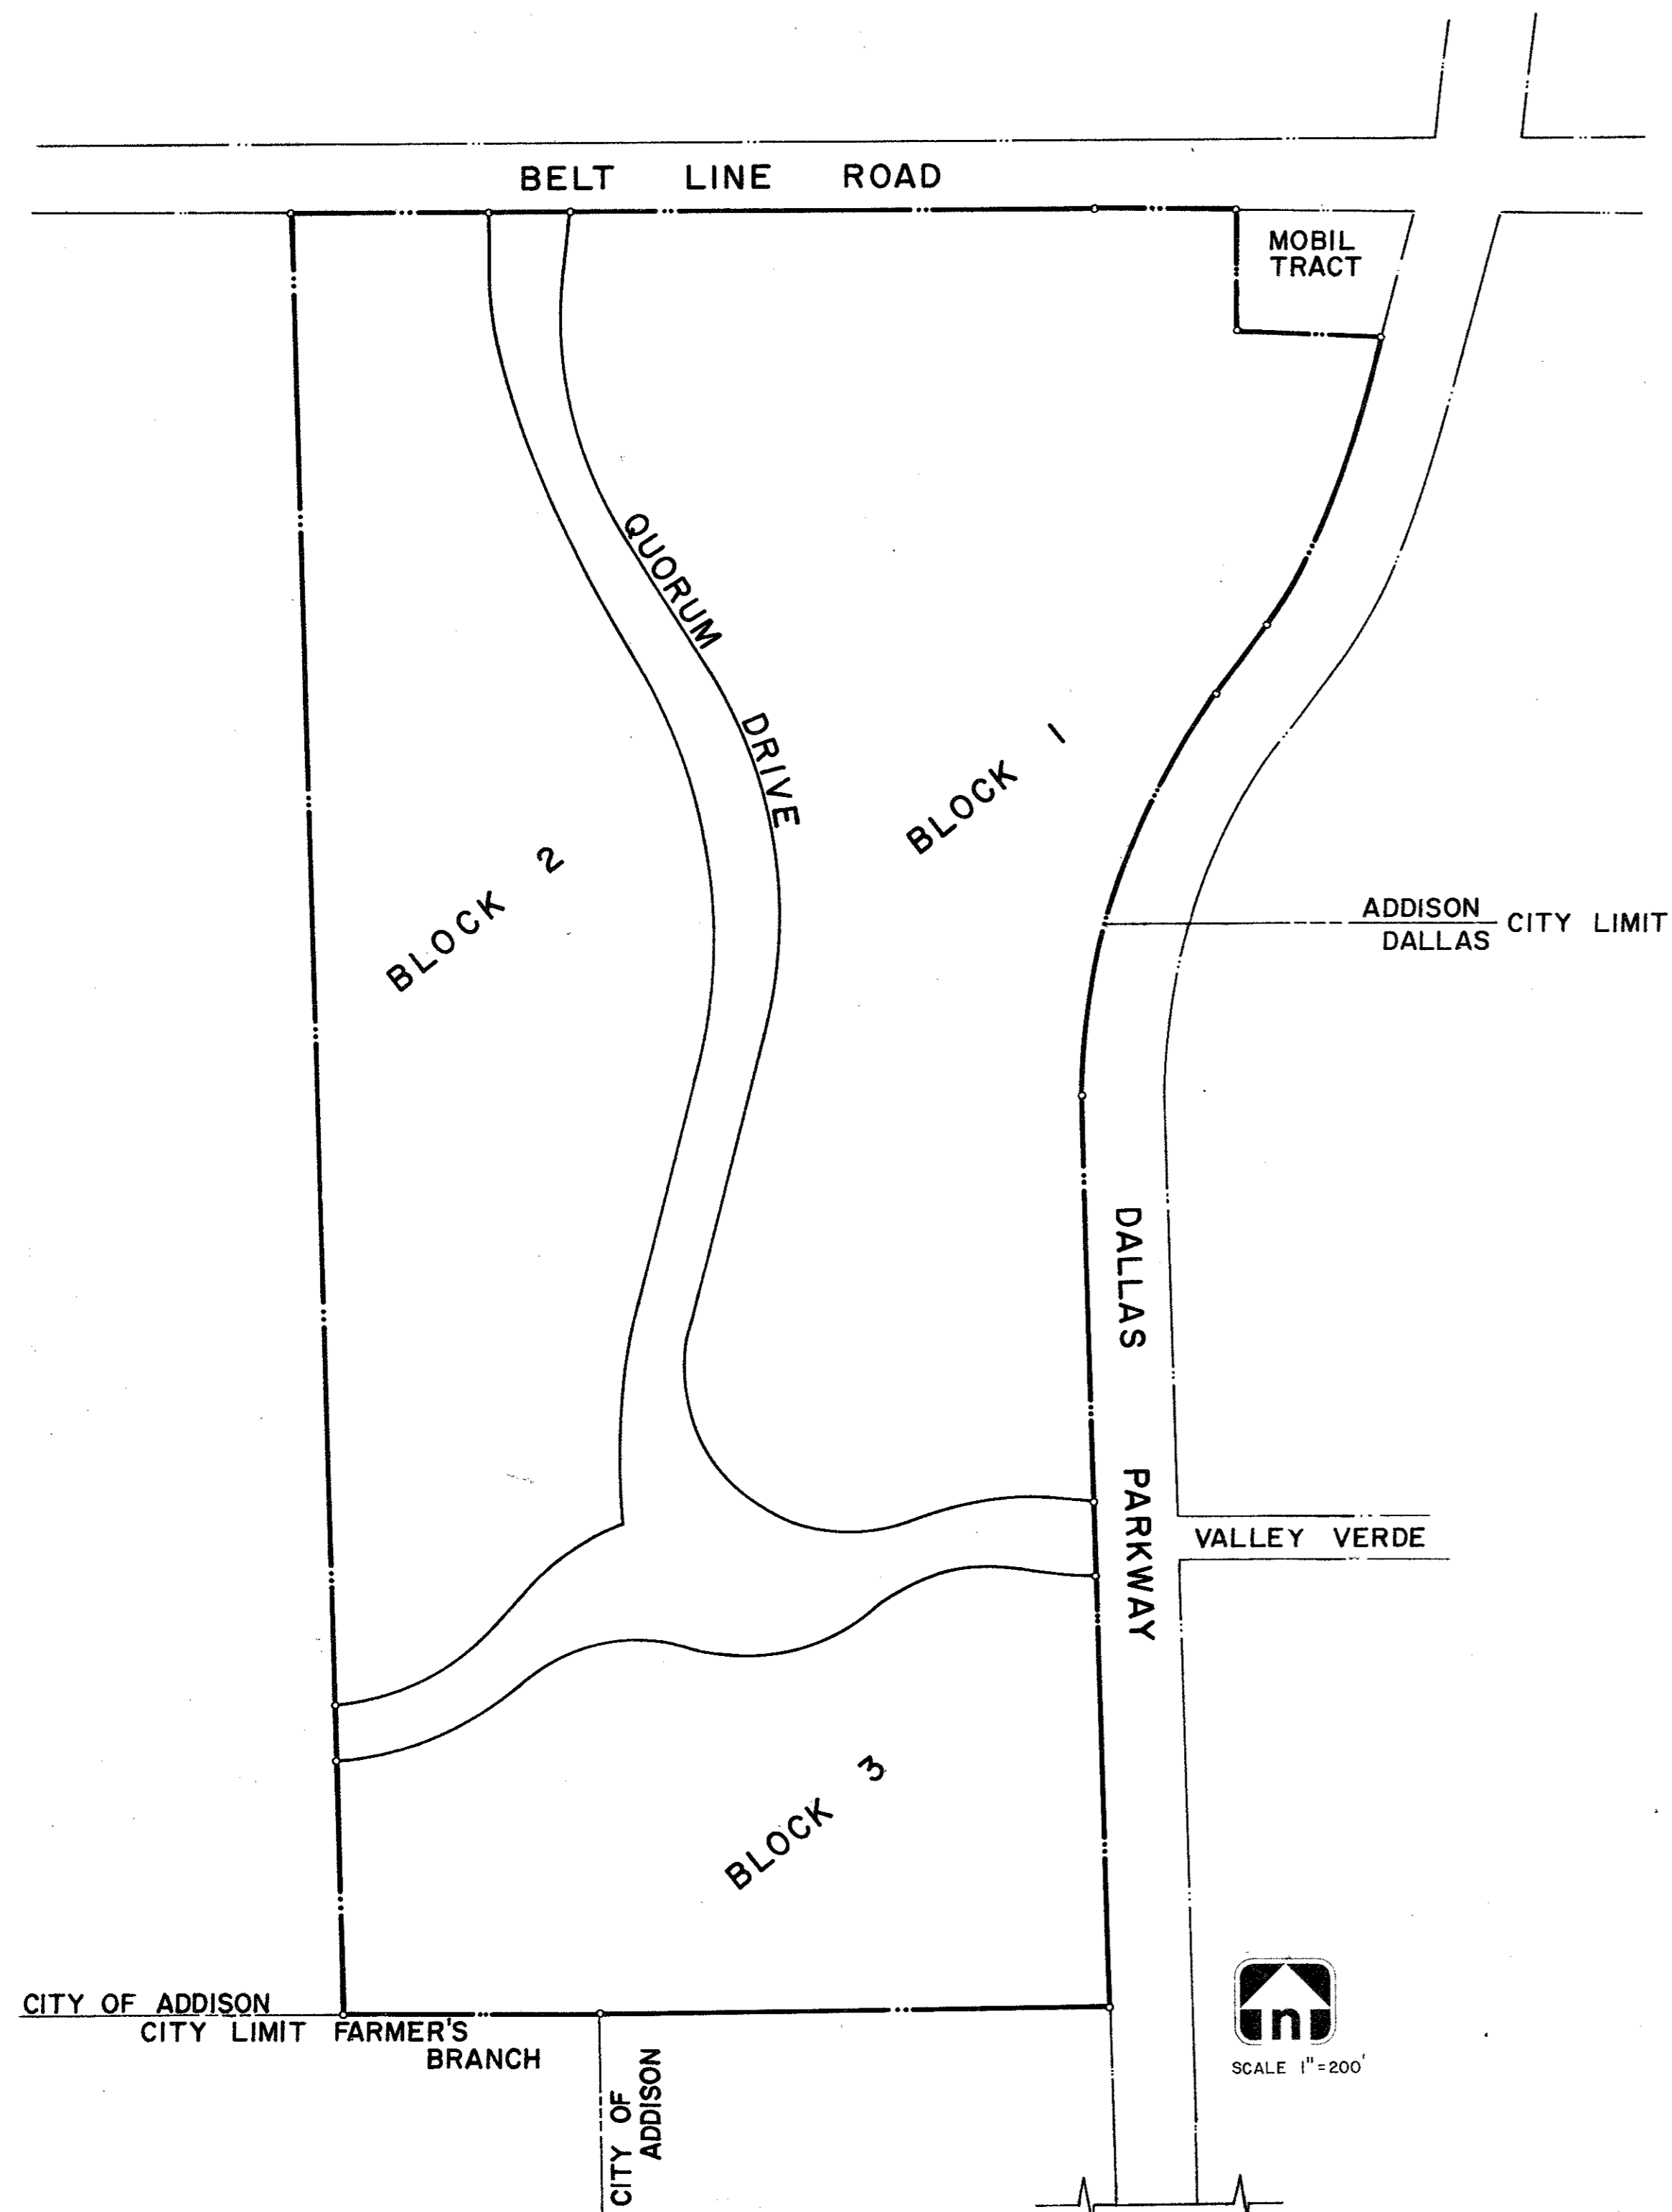 BELT LINE ROAD
MOBIL
TRACT
QUORUM DRIVE
BLOCK 1
BLOCK 2
ADDISON
DALLAS
CITY LIMIT
DALLAS PARKWAY
VALLEY VERDE
BLOCK 3
CITY OF ADDISON
CITY LIMIT FARMER'S
BRANCH
CITY OF
ADDISON
n
SCALE 1"=200'